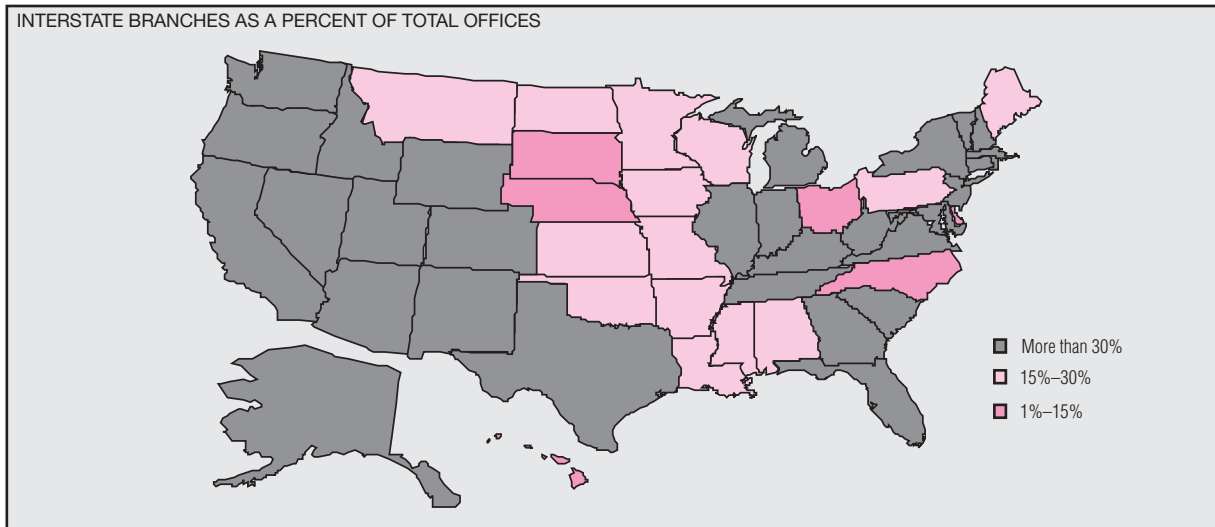 INTERSTATE BRANCHES AS A PERCENT OF TOTAL OFFICES
More than 30%
15%–30%
1%–15%